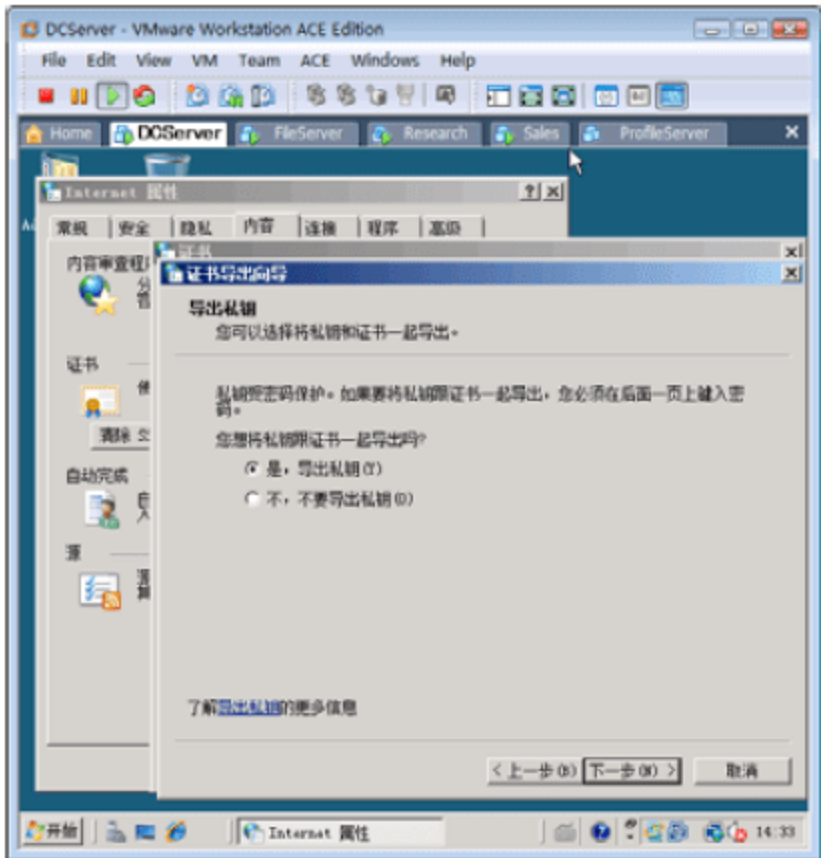 DCServer - VMware Workstation ACE Edition
File Edit View VM Team ACE Windows Help
Home DCServer FileServer Research Sales ProfileServer
Internet 属性
常规 安全 隐私 内容 连接 程序 高级
证书
内容审查程
证书导出向导
导出私钥
您可以选择将私钥和证书一起导出。
证书
私钥受密码保护。如果要将私钥跟证书一起导出，您必须在后面一页上键入密
码。
清除 S
您想将私钥跟证书一起导出吗?
是，导出私钥(Y)
自动完成
不，不要导出私钥(O)
源
了解导出私钥的更多信息
< 上一步(B) 下一步(N) > 取消
开始 Internet 属性 14:33